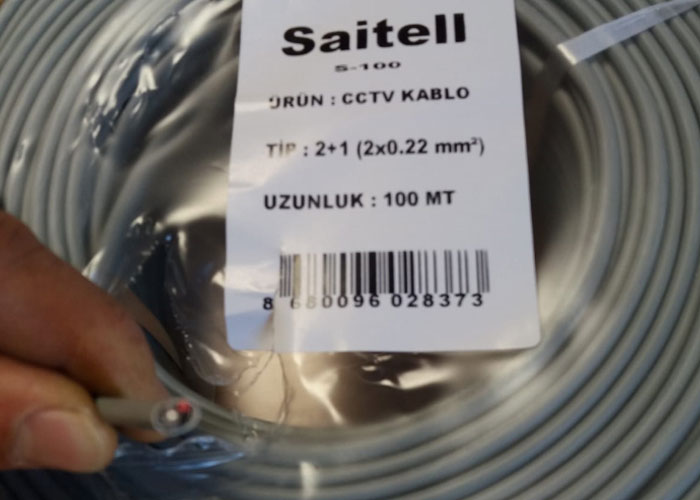 Saitell
S-100
ÜRÜN : CCTV KABLO
TİP : 2+1 (2x0.22 mm²)
UZUNLUK : 100 MT
8 680096 028373